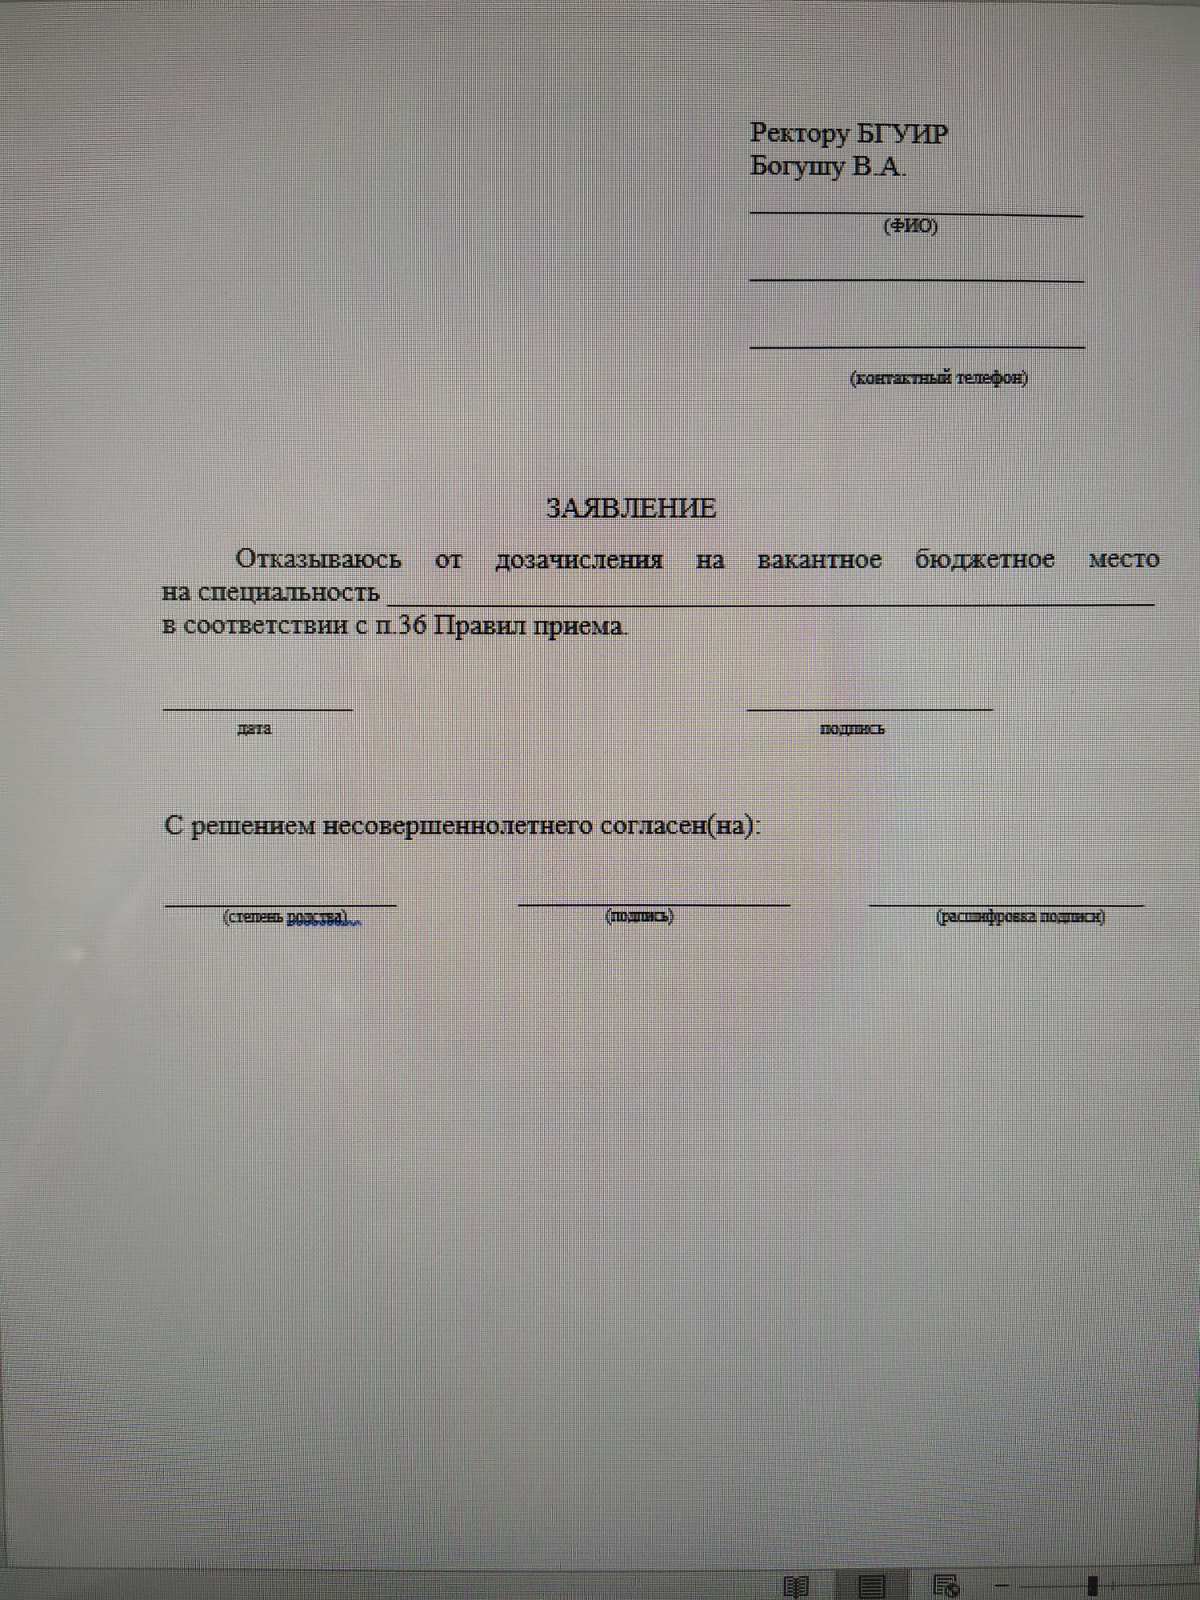 Ректору БГУИР
Богушу В.А.
(ФИО)
(контактный телефон)
ЗАЯВЛЕНИЕ
Отказываюсь от дозачисления на вакантное бюджетное место
на специальность
в соответствии с п.36 Правил приема.
дата подпись
С решением несовершеннолетнего согласен(на):
(степень родства) (подпись) (расшифровка подписи)